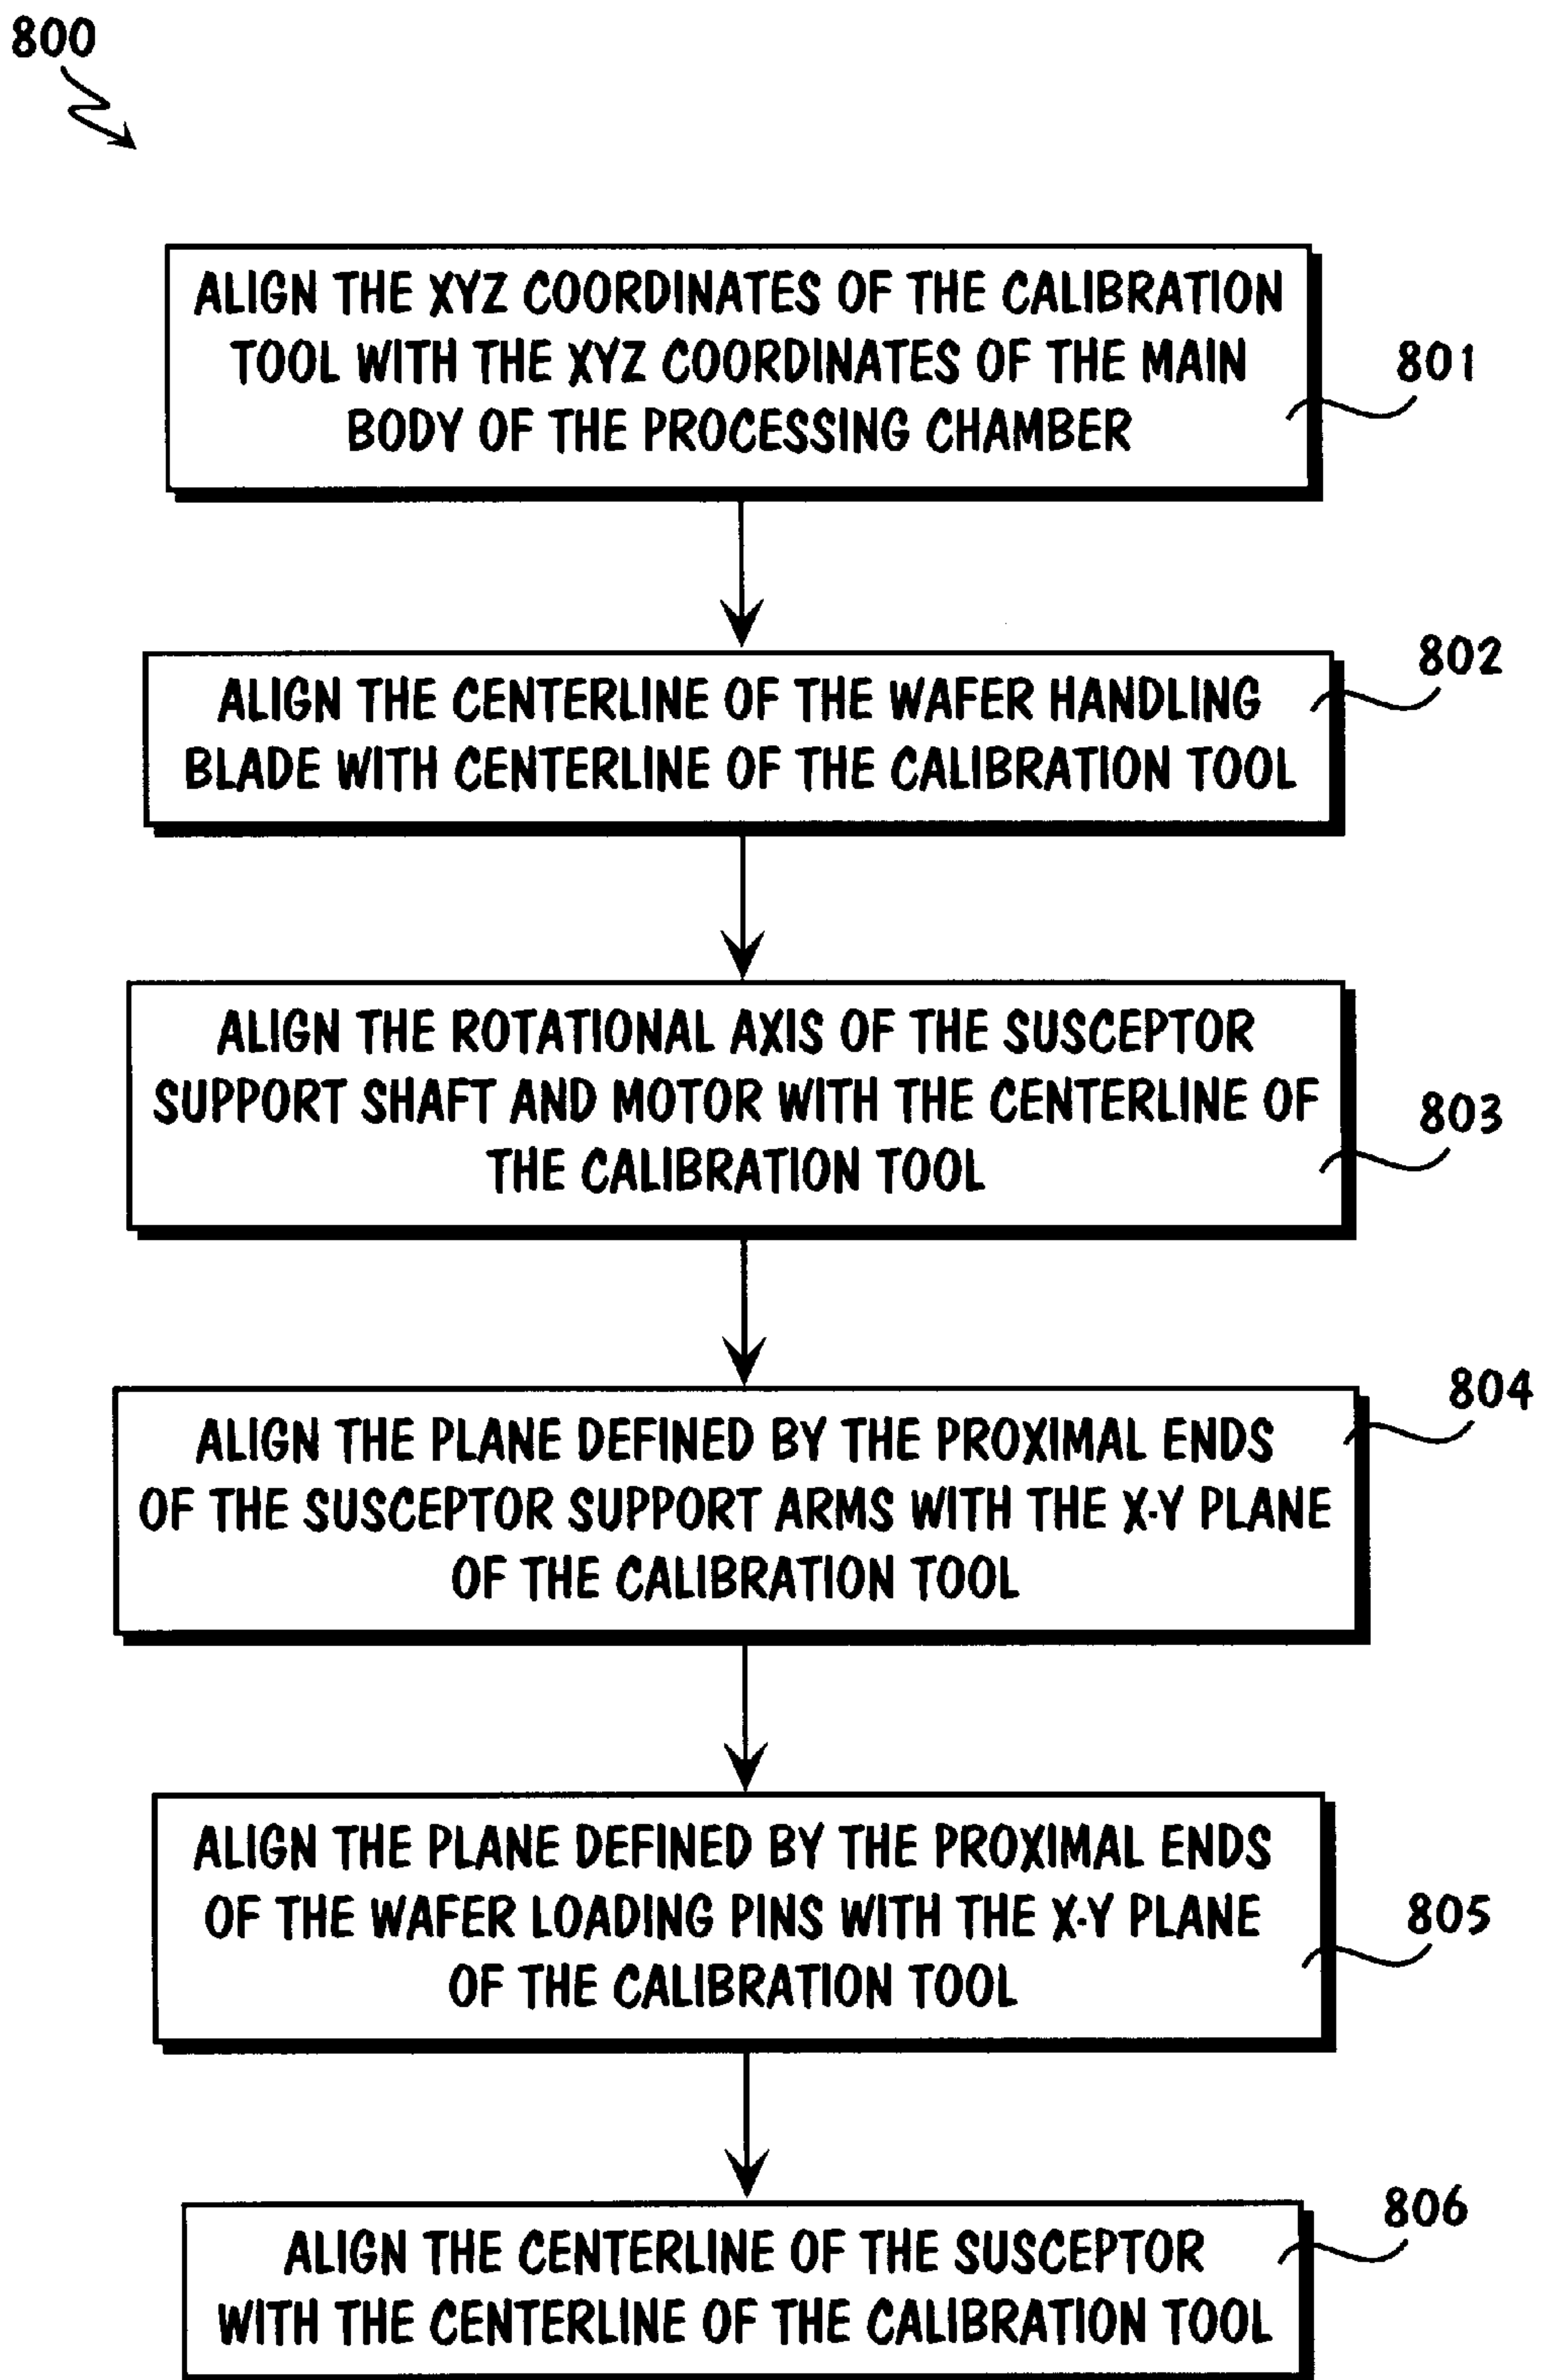 800
ALIGN THE XYZ COORDINATES OF THE CALIBRATION
TOOL WITH THE XYZ COORDINATES OF THE MAIN
BODY OF THE PROCESSING CHAMBER
801
802
ALIGN THE CENTERLINE OF THE WAFER HANDLING
BLADE WITH CENTERLINE OF THE CALIBRATION TOOL
ALIGN THE ROTATIONAL AXIS OF THE SUSCEPTOR
SUPPORT SHAFT AND MOTOR WITH THE CENTERLINE OF
THE CALIBRATION TOOL
803
804
ALIGN THE PLANE DEFINED BY THE PROXIMAL ENDS
OF THE SUSCEPTOR SUPPORT ARMS WITH THE X-Y PLANE
OF THE CALIBRATION TOOL
ALIGN THE PLANE DEFINED BY THE PROXIMAL ENDS
OF THE WAFER LOADING PINS WITH THE X-Y PLANE
OF THE CALIBRATION TOOL
805
806
ALIGN THE CENTERLINE OF THE SUSCEPTOR
WITH THE CENTERLINE OF THE CALIBRATION TOOL